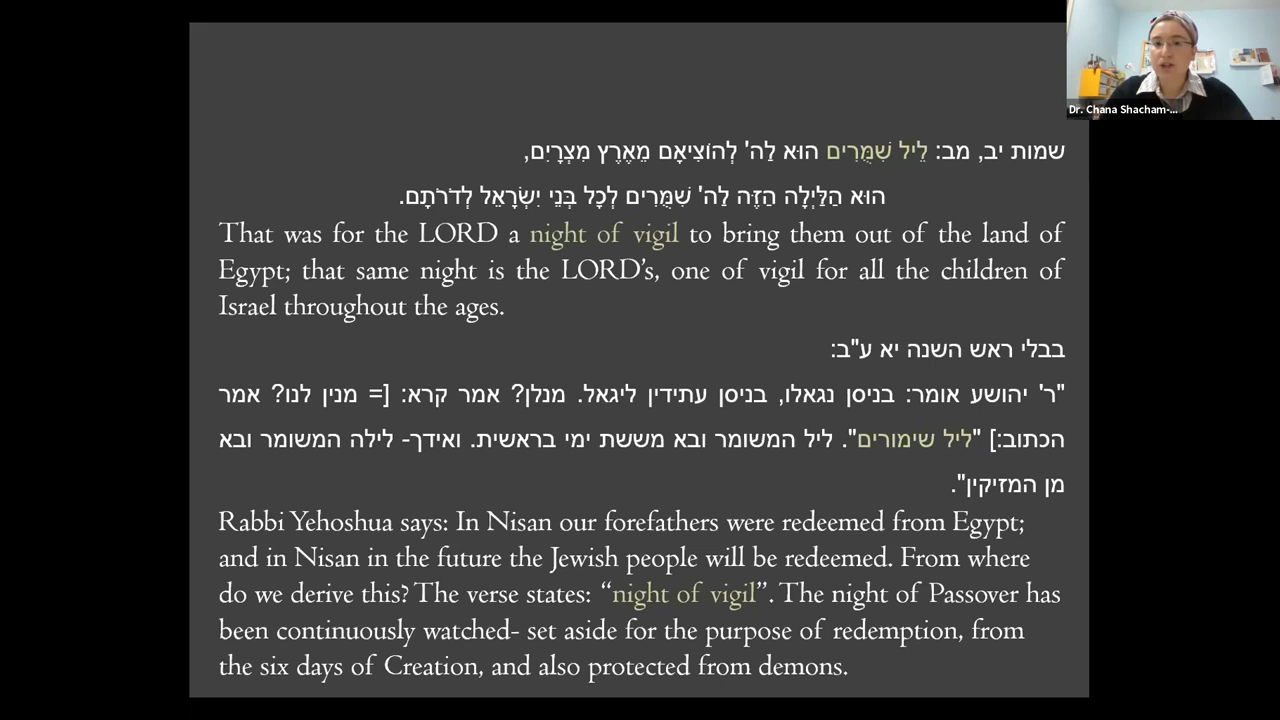 Dr. Chana Shacham-...
שמות יב, מב: לֵיל שִׁמֻּרִים הוּא לַה' לְהוֹצִיאָם מֵאֶרֶץ מִצְרָיִם,
הוּא הַלַּיְלָה הַזֶּה לַה' שִׁמֻּרִים לְכָל בְּנֵי יִשְׂרָאֵל לְדֹרֹתָם.
That was for the LORD a night of vigil to bring them out of the land of
Egypt; that same night is the LORD’s, one of vigil for all the children of
Israel throughout the ages.
בבלי ראש השנה יא ע"ב:
"ר' יהושע אומר: בניסן נגאלו, בניסן עתידין ליגאל. מנלן? אמר קרא: [= מנין לנו? אמר
הכתוב:] "ליל שימורים". ליל המשומר ובא מששת ימי בראשית. ואידך- לילה המשומר ובא
מן המזיקין".
Rabbi Yehoshua says: In Nisan our forefathers were redeemed from Egypt;
and in Nisan in the future the Jewish people will be redeemed. From where
do we derive this? The verse states: “night of vigil”. The night of Passover has
been continuously watched- set aside for the purpose of redemption, from
the six days of Creation, and also protected from demons.